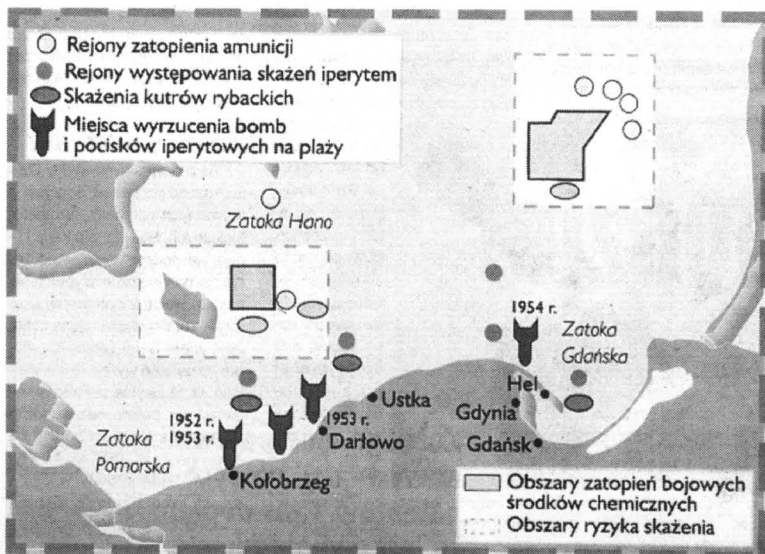 Rejony zatopienia amunicji
Rejony występowania skażeń iperytem
Skażenia kutrów rybackich
Miejsca wyrzucenia bomb
i pocisków iperytowych na plaży
Zatoka Hano
1954 r.
Zatoka
Gdańska
Hel
Gdynia
Gdańsk
Ustka
1953 r.
Darłowo
1952 r.
1953 r.
Zatoka
Pomorska
Kołobrzeg
Obszary zatopień bojowych
środków chemicznych
Obszary ryzyka skażenia